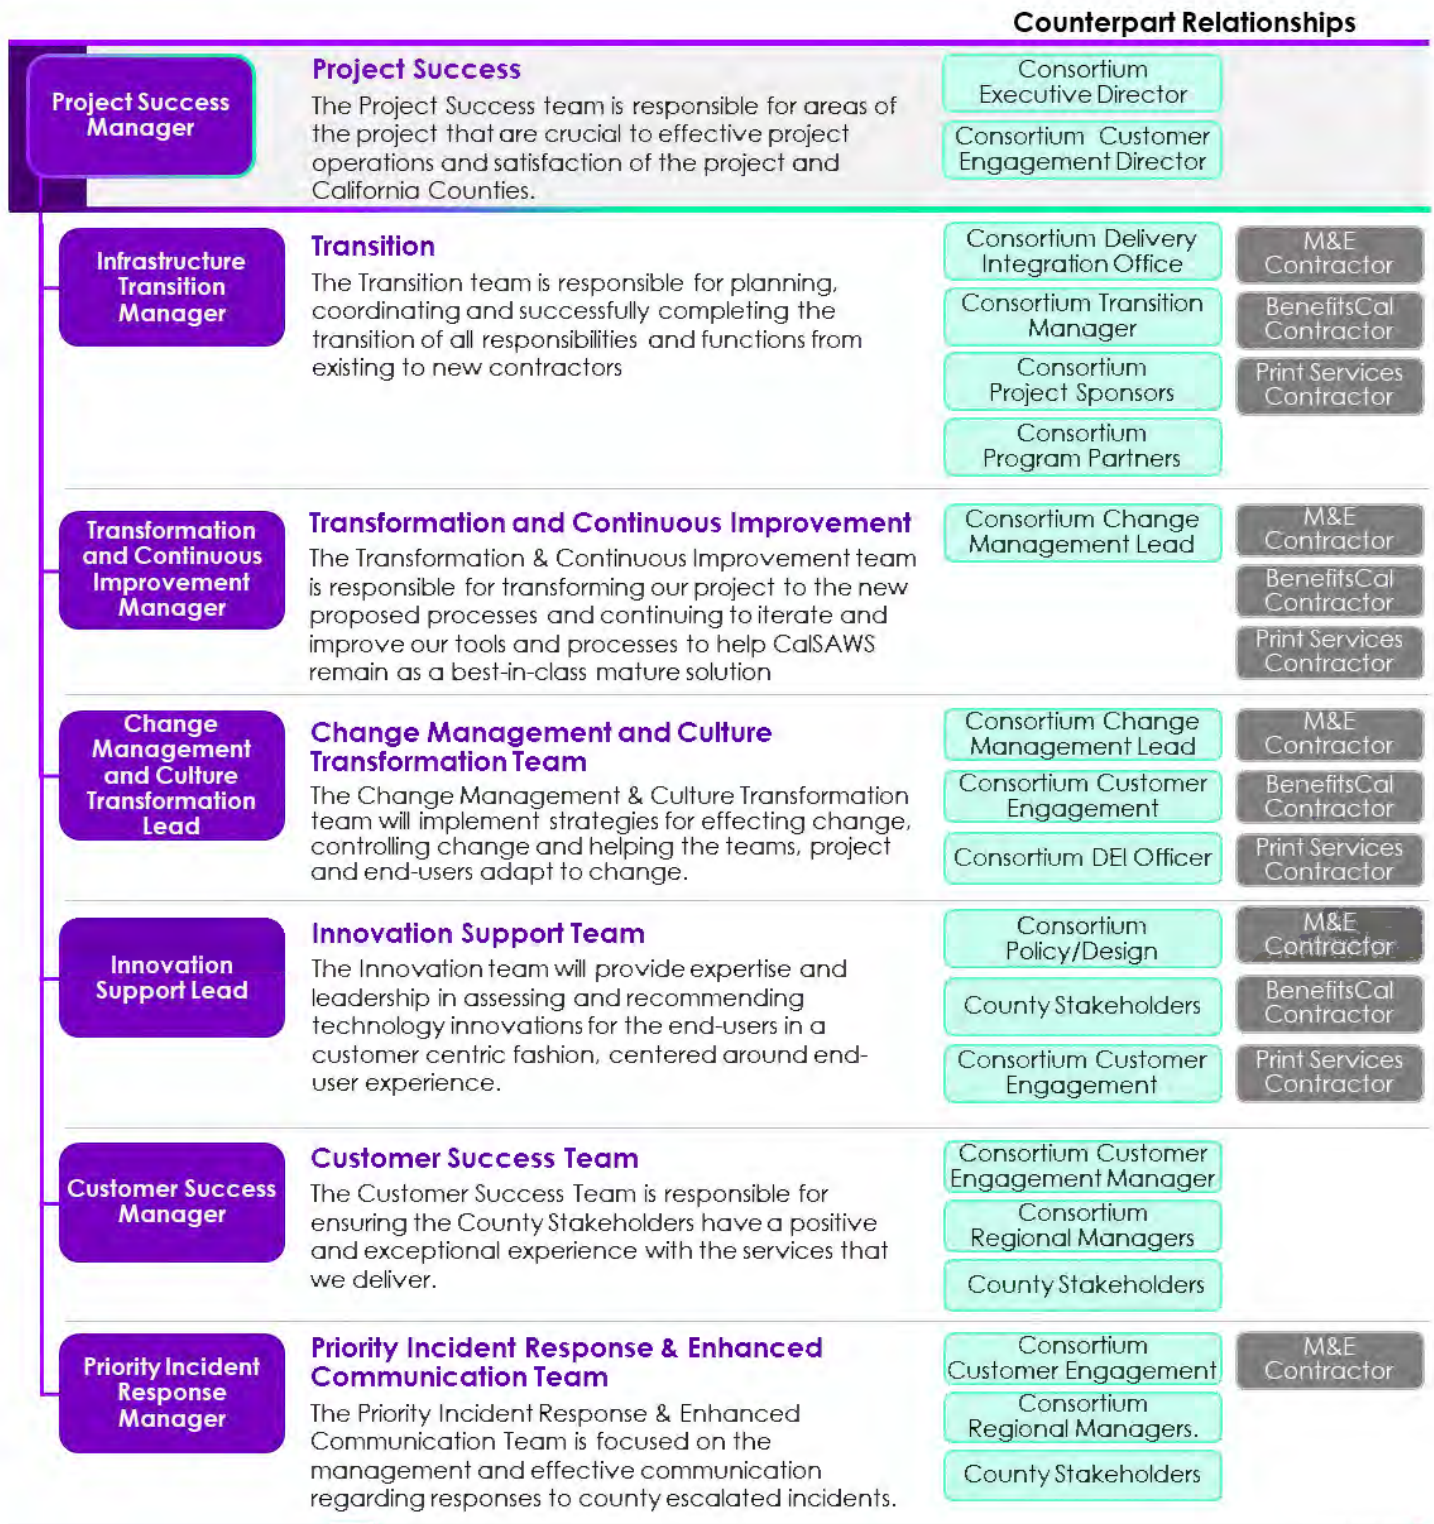 Counterpart Relationships
Project Success
Manager
Project Success
The Project Success team is responsible for areas of
the project that are crucial to effective project
operations and satisfaction of the project and
California Counties.
Consortium
Executive Director
Consortium Customer
Engagement Director
Infrastructure
Transition
Manager
Transition
The Transition team is responsible for planning,
coordinating and successfully completing the
transition of all responsibilities and functions from
existing to new contractors
Consortium Delivery
Integration Office
Consortium Transition
Manager
Consortium
Project Sponsors
Consortium
Program Partners
M&E
Contractor
BenefitsCal
Contractor
Print Services
Contractor
Transformation
and Continuous
Improvement
Manager
Transformation and Continuous Improvement
The Transformation & Continuous Improvement team
is responsible for transforming our project to the new
proposed processes and continuing to iterate and
improve our tools and processes to help CalSAWS
remain as a best-in-class mature solution
Consortium Change
Management Lead
M&E
Contractor
BenefitsCal
Contractor
Print Services
Contractor
Change
Management
and Culture
Transformation
Lead
Change Management and Culture
Transformation Team
The Change Management & Culture Transformation
team will implement strategies for effecting change,
controlling change and helping the teams, project
and end-users adapt to change.
Consortium Change
Management Lead
Consortium Customer
Engagement
Consortium DEI Officer
M&E
Contractor
BenefitsCal
Contractor
Print Services
Contractor
Innovation
Support Lead
Innovation Support Team
The Innovation team will provide expertise and
leadership in assessing and recommending
technology innovations for the end-users in a
customer centric fashion, centered around end-
user experience.
Consortium
Policy/Design
County Stakeholders
Consortium Customer
Engagement
M&E
Contractor
BenefitsCal
Contractor
Print Services
Contractor
Customer Success
Manager
Customer Success Team
The Customer Success Team is responsible for
ensuring the County Stakeholders have a positive
and exceptional experience with the services that
we deliver.
Consortium Customer
Engagement Manager
Consortium
Regional Managers
County Stakeholders
Priority Incident
Response
Manager
Priority Incident Response & Enhanced
Communication Team
The Priority Incident Response & Enhanced
Communication Team is focused on the
management and effective communication
regarding responses to county escalated incidents.
Consortium
Customer Engagement
Consortium
Regional Managers.
County Stakeholders
M&E
Contractor